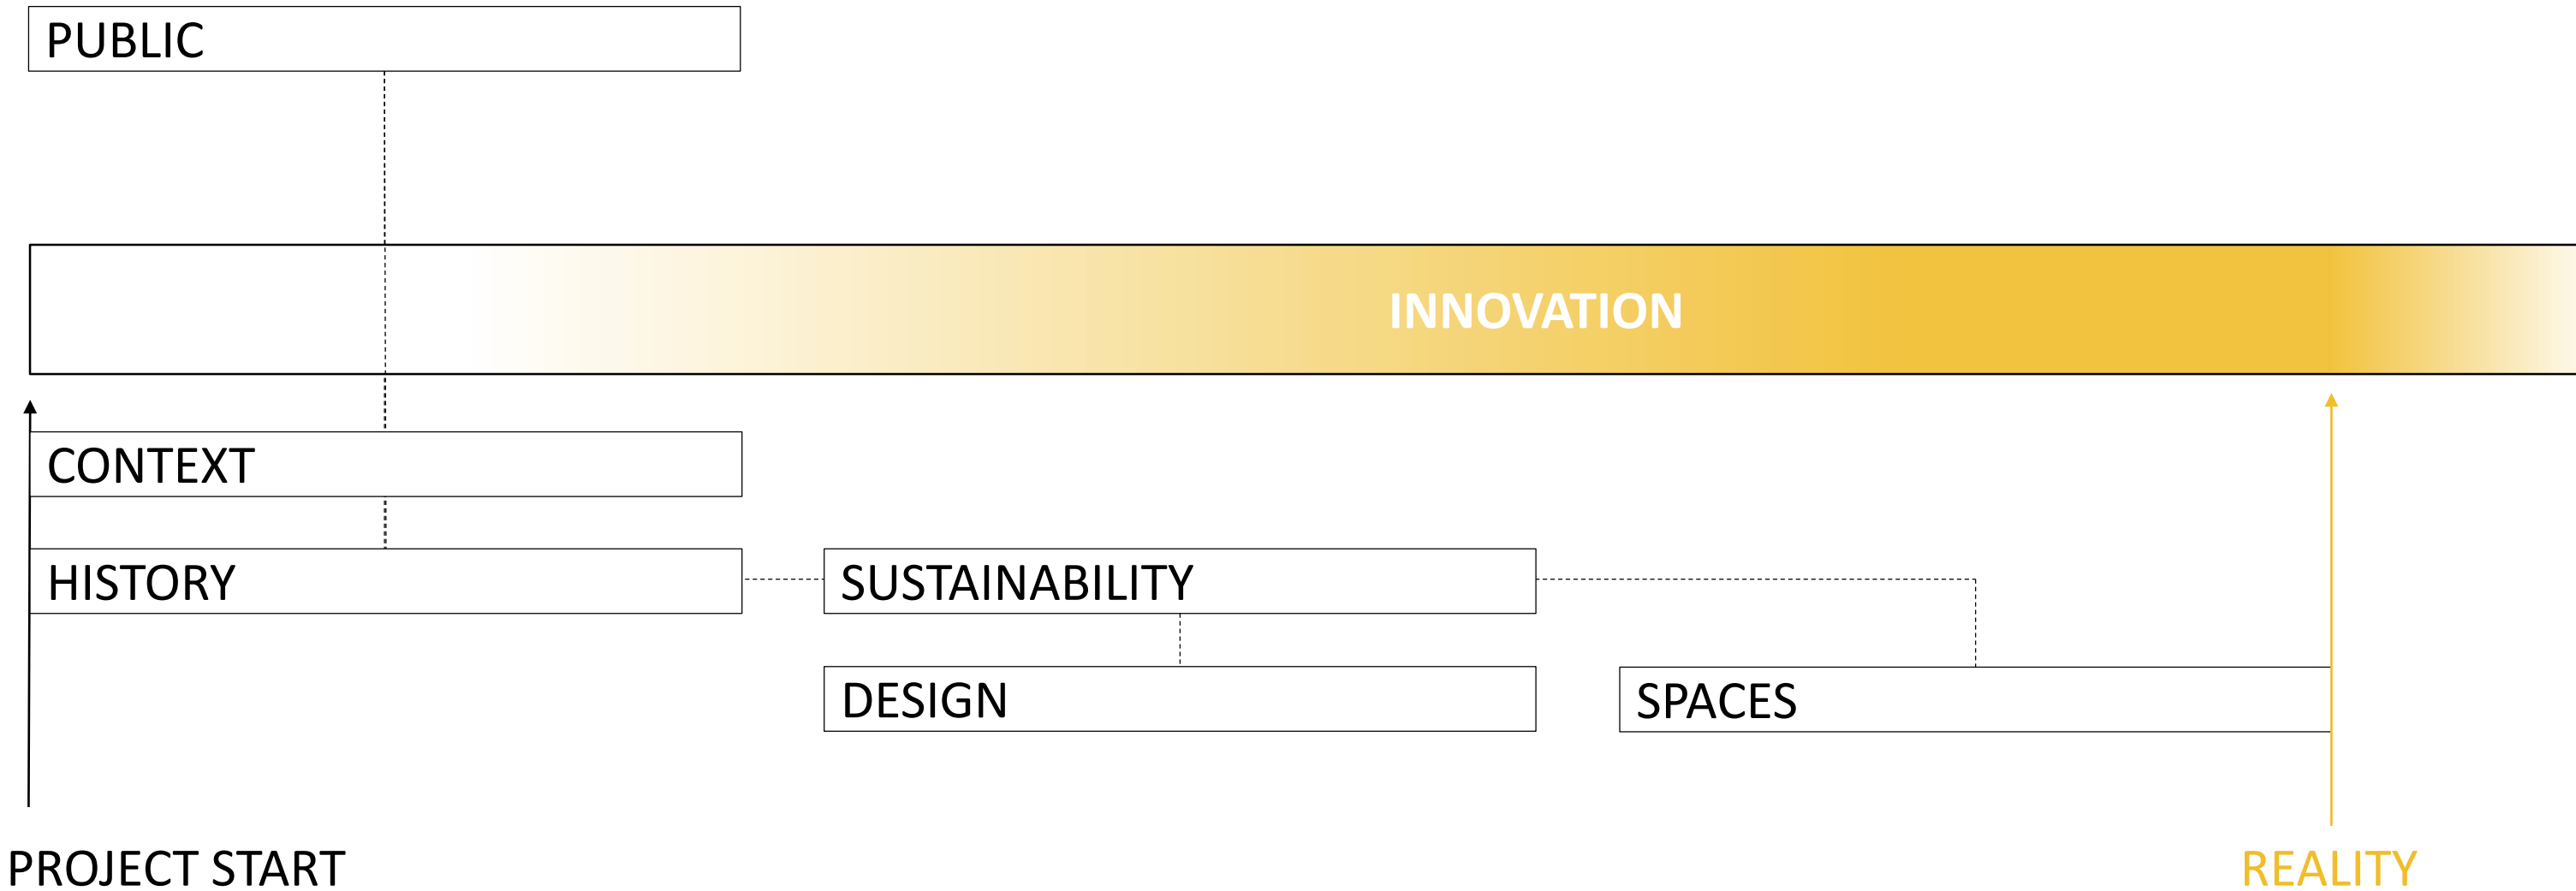 PUBLIC
INNOVATION
CONTEXT
HISTORY
SUSTAINABILITY
DESIGN
SPACES
PROJECT START
REALITY